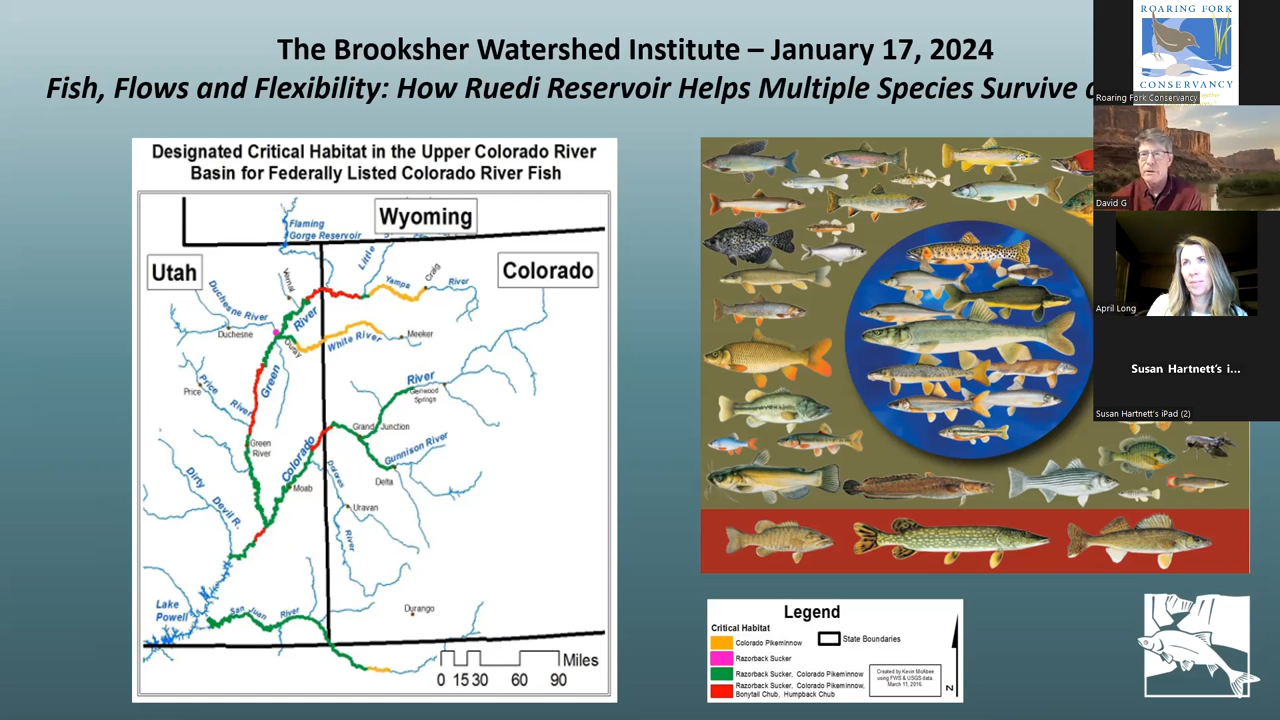 The Brooksher Watershed Institute – January 17, 2024
Fish, Flows and Flexibility: How Ruedi Reservoir Helps Multiple Species Survive
ROARING FORK
CONSERVANCY
Roaring Fork Conservancy
David G
April Long
Susan Hartnett's i...
Susan Hartnett's iPad (2)
Designated Critical Habitat in the Upper Colorado River
Basin for Federally Listed Colorado River Fish
Wyoming
Utah
Colorado
Flaming
Gorge Reservoir
Little
Yampa
Craig
River
Vernal
Duchesne River
Duchesne
River
Ouray
White River
Meeker
Green
Price
Price
River
River
Glenwood
Springs
Green
River
Grand Junction
Colorado
Gunnison River
Delta
Dirty
Devil R.
Moab
Dolores
Uravan
River
Lake
Powell
San Juan River
Durango
Miles
0 15 30 60 90
Legend
Critical Habitat
Colorado Pikeminnow
Razorback Sucker
Razorback Sucker, Colorado Pikeminnow
Razorback Sucker, Colorado Pikeminnow,
Bonytail Chub, Humpback Chub
State Boundaries
Created by Kevin McAbee
using FWS & USGS data.
March 11, 2016.
N